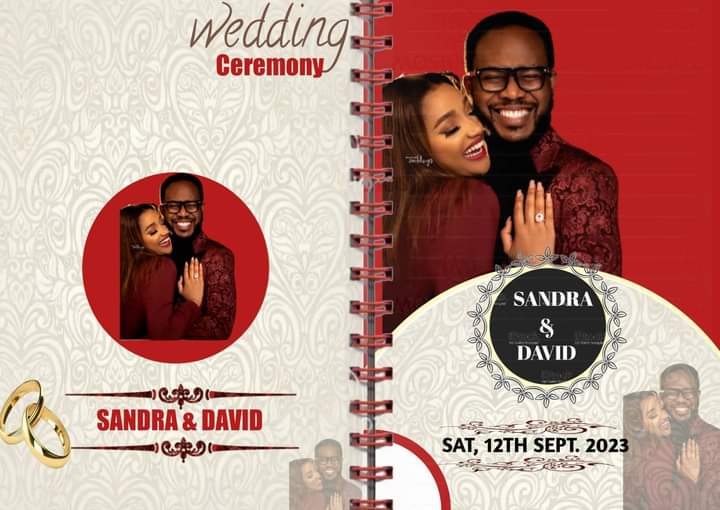 wedding
Ceremony
SANDRA & DAVID
SANDRA
&
DAVID
SAT, 12TH SEPT. 2023